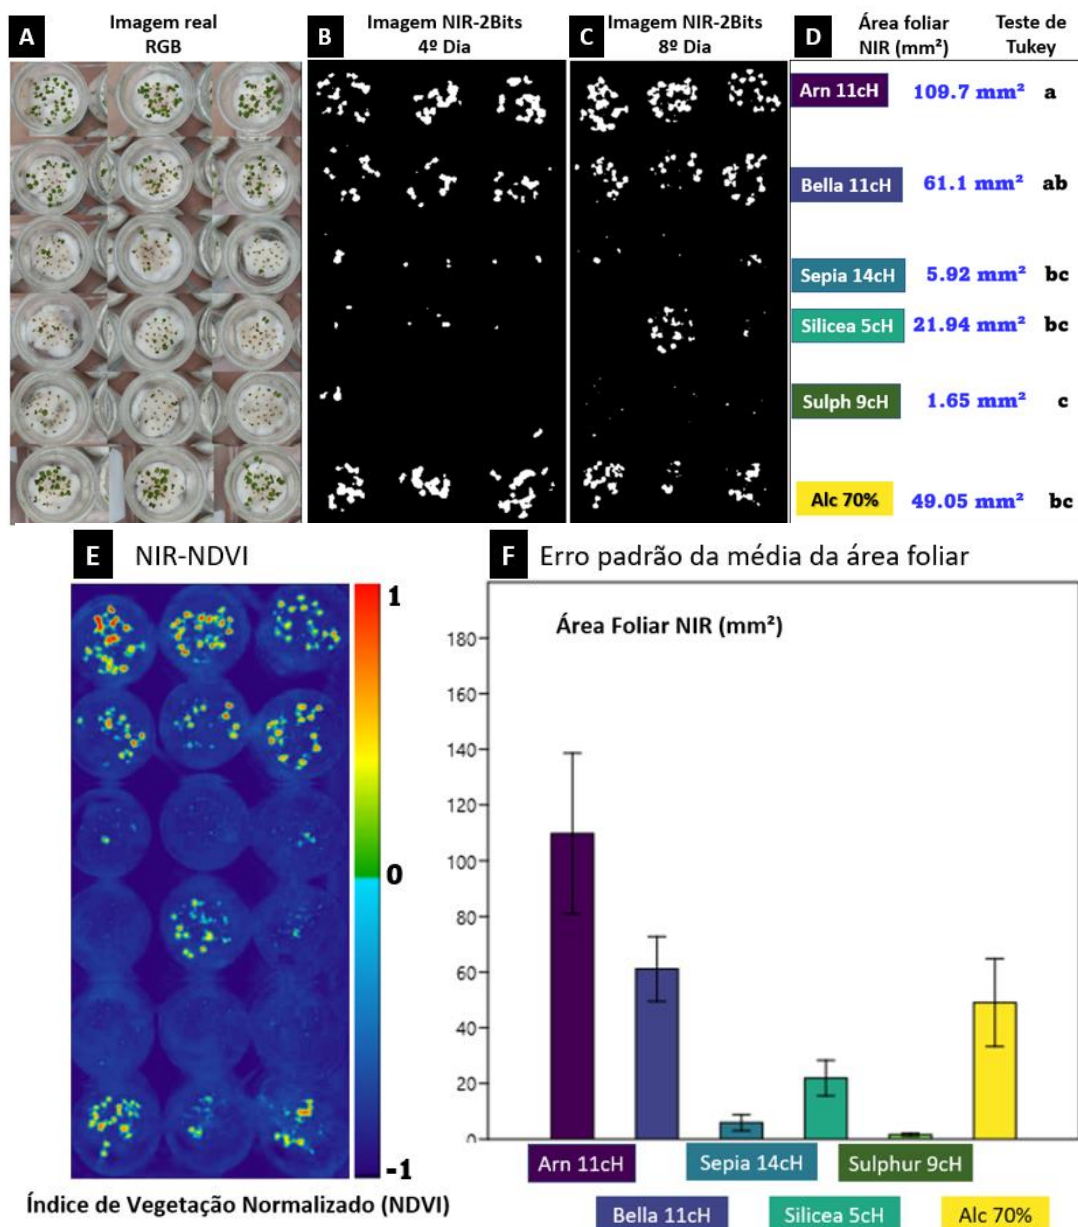 A
Imagem real
RGB
B
Imagem NIR-2Bits
4º Dia
C
Imagem NIR-2Bits
8º Dia
D
Área foliar
NIR (mm²)
Teste de
Tukey
Arn 11cH 109.7 mm² a
Bella 11cH 61.1 mm² ab
Sepia 14cH 5.92 mm² bc
Silicea 5cH 21.94 mm² bc
Sulph 9cH 1.65 mm² c
Alc 70% 49.05 mm² bc
E NIR-NDVI
1
0
-1
Índice de Vegetação Normalizado (NDVI)
F Erro padrão da média da área foliar
Área Foliar NIR (mm²)
180
160
140
120
100
80
60
40
20
0
Arn 11cH
Sepia 14cH
Sulphur 9cH
Bella 11cH
Silicea 5cH
Alc 70%